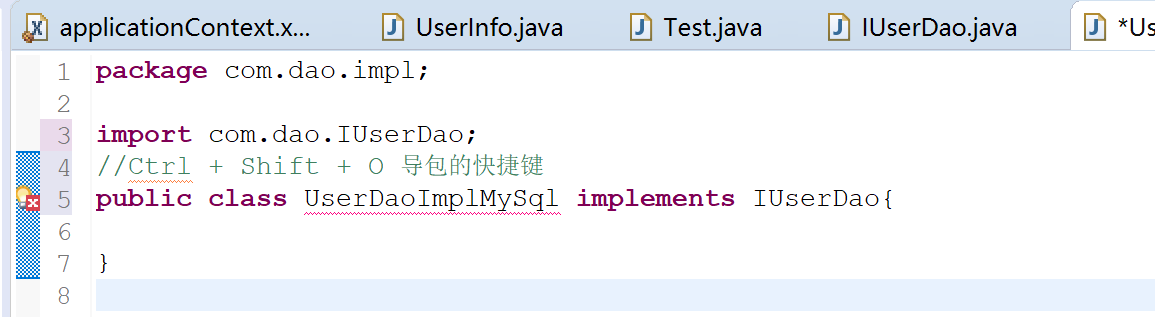 applicationContext.x... UserInfo.java Test.java IUserDao.java *Us
1 package com.dao.impl;
2
3 import com.dao.IUserDao;
4 //Ctrl + Shift + O 导包的快捷键
5 public class UserDaoImplMySql implements IUserDao{
6
7 }
8